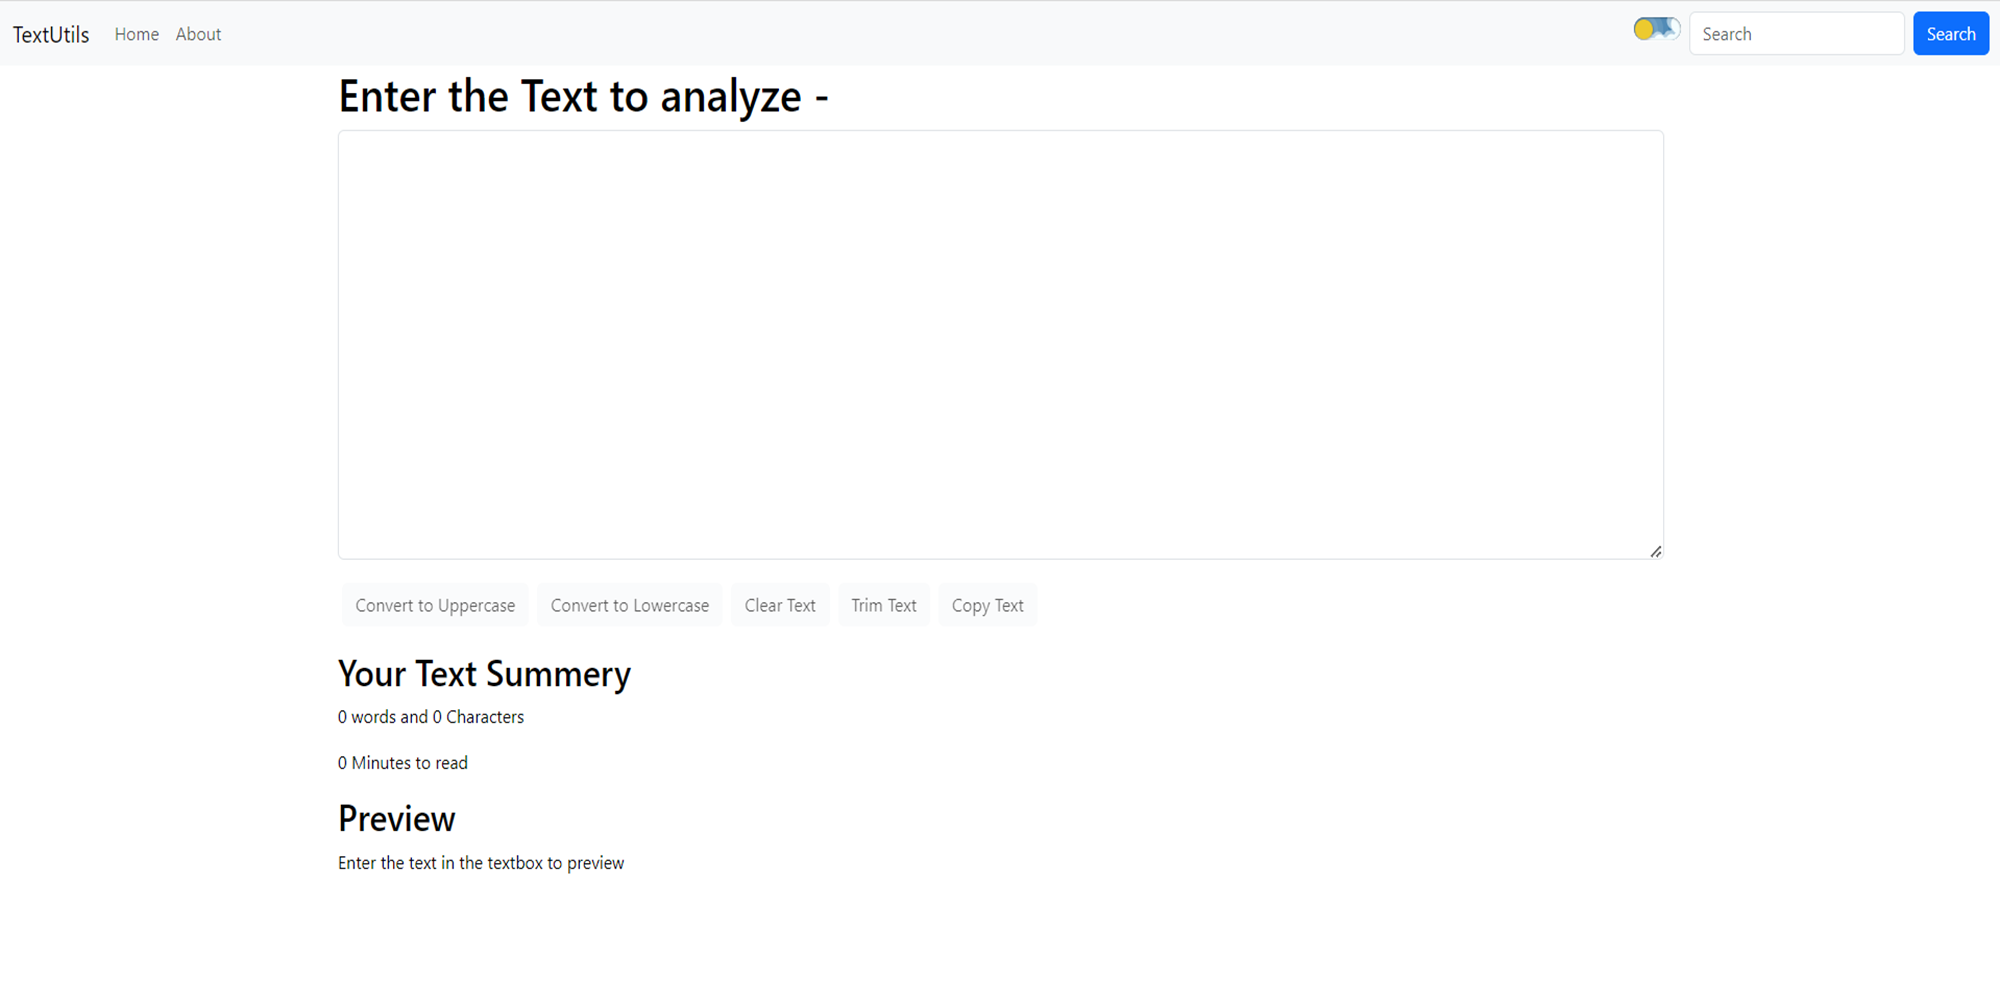 TextUtils Home About Search Search
Enter the Text to analyze -
Convert to Uppercase Convert to Lowercase Clear Text Trim Text Copy Text
Your Text Summery
0 words and 0 Characters
0 Minutes to read
Preview
Enter the text in the textbox to preview